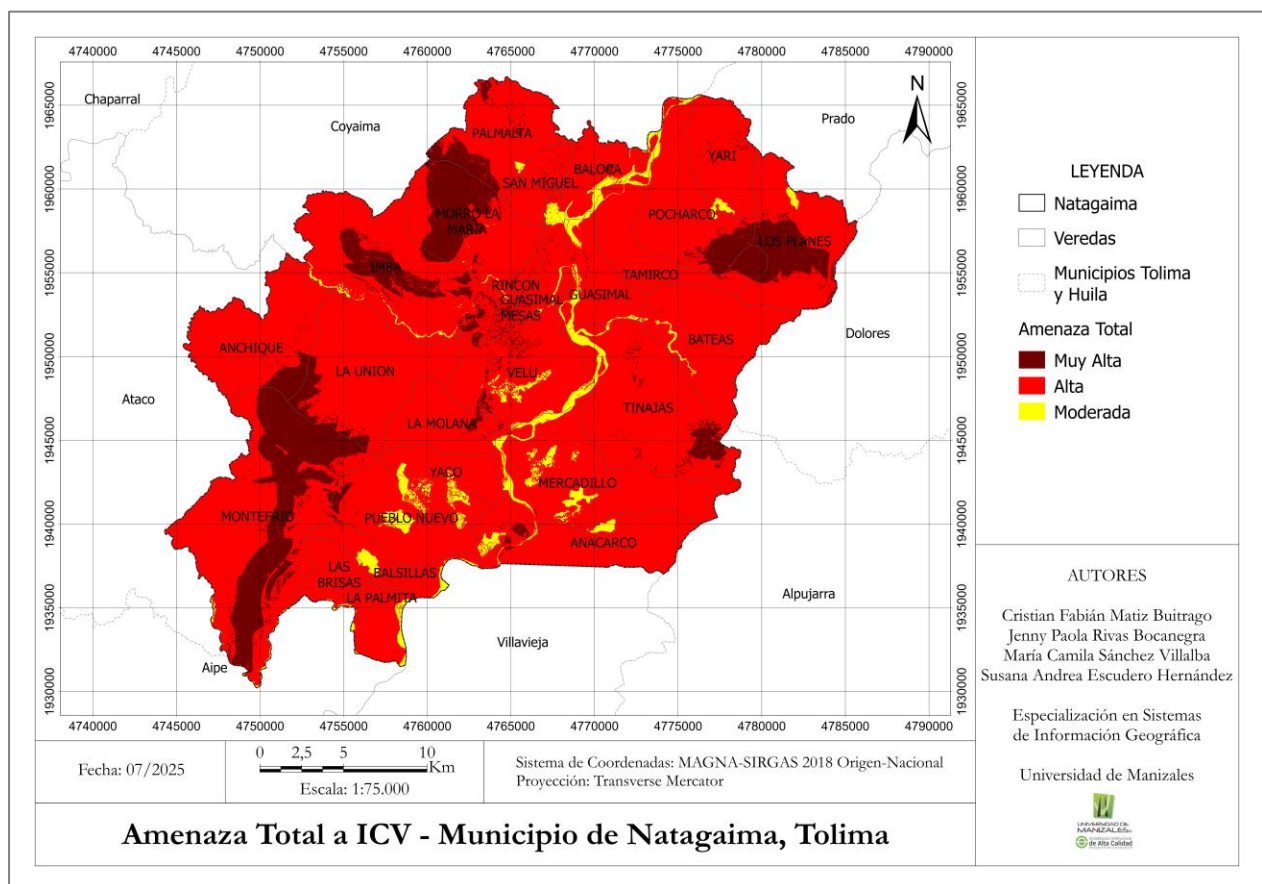 4740000 4745000 4750000 4755000 4760000 4765000 4770000 4775000 4780000 4785000 4790000
1965000 1965000
1960000 1960000
1955000 1955000
1950000 1950000
1945000 1945000
1940000 1940000
1935000 1935000
1930000 1930000
4740000 4745000 4750000 4755000 4760000 4765000 4770000 4775000 4780000 4785000 4790000
N
Chaparral
Coyaima
Prado
PALMALTA
YARI
BALOCA
SAN MIGUEL
MORRO LA
MARIA
POCHARCO
LOS PLANES
IMBA
TAMIRCO
RINCON
GUASIMAL
GUASIMAL
MESAS
Dolores
ANCHIQUE
BATEAS
LA UNION
VELU
Ataco
TINAJAS
LA MOLANA
YACO
MERCADILLO
MONTEFRIO
PUEBLO NUEVO
ANACARCO
LAS
BRISAS
BALSILLAS
LA PALMITA
Alpujarra
Villavieja
Aipe
LEYENDA
Natagaima
Veredas
Municipios Tolima
y Huila
Amenaza Total
Muy Alta
Alta
Moderada
AUTORES
Cristian Fabián Matiz Buitrago
Jenny Paola Rivas Bocanegra
María Camila Sánchez Villalba
Susana Andrea Escudero Hernández
Especialización en Sistemas
de Información Geográfica
Universidad de Manizales
UNIVERSIDAD DE
MANIZALES
de Alta Calidad
Fecha: 07/2025
0 2,5 5 10
Km
Escala: 1:75.000
Sistema de Coordenadas: MAGNA-SIRGAS 2018 Origen-Nacional
Proyección: Transverse Mercator
Amenaza Total a ICV - Municipio de Natagaima, Tolima